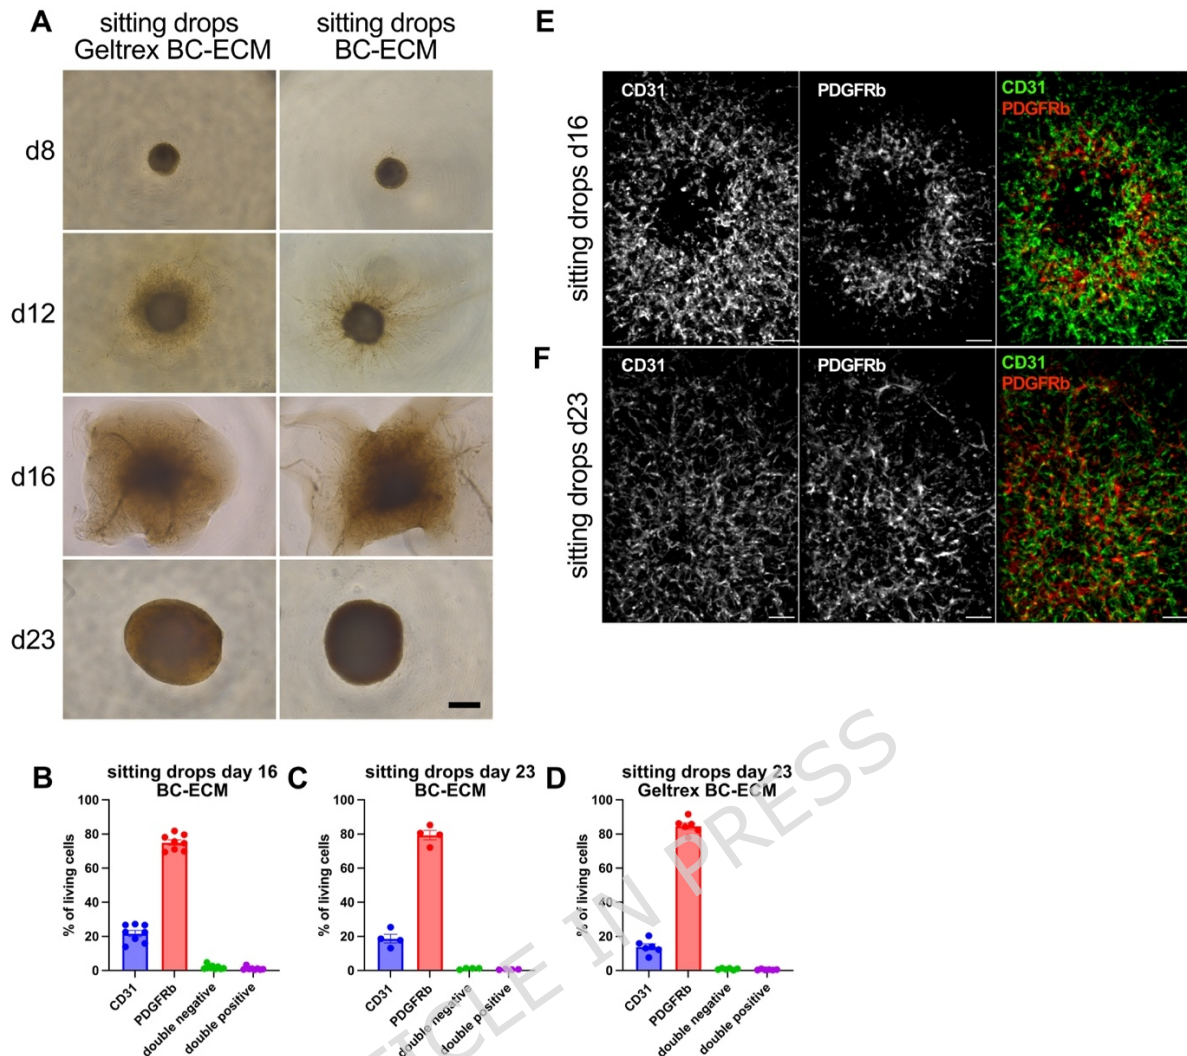 A
sitting drops
Geltrex BC-ECM
sitting drops
BC-ECM
d8
d12
d16
d23
E
sitting drops d16
CD31
PDGFRb
CD31
PDGFRb
F
sitting drops d23
CD31
PDGFRb
CD31
PDGFRb
B
sitting drops day 16
BC-ECM
% of living cells
100
80
60
40
20
0
CD31
PDGFRb
double negative
double positive
C
sitting drops day 23
BC-ECM
% of living cells
100
80
60
40
20
0
CD31
PDGFRb
double negative
double positive
D
sitting drops day 23
Geltrex BC-ECM
% of living cells
100
80
60
40
20
0
CD31
PDGFRb
double negative
double positive
ICLE IN PRESS